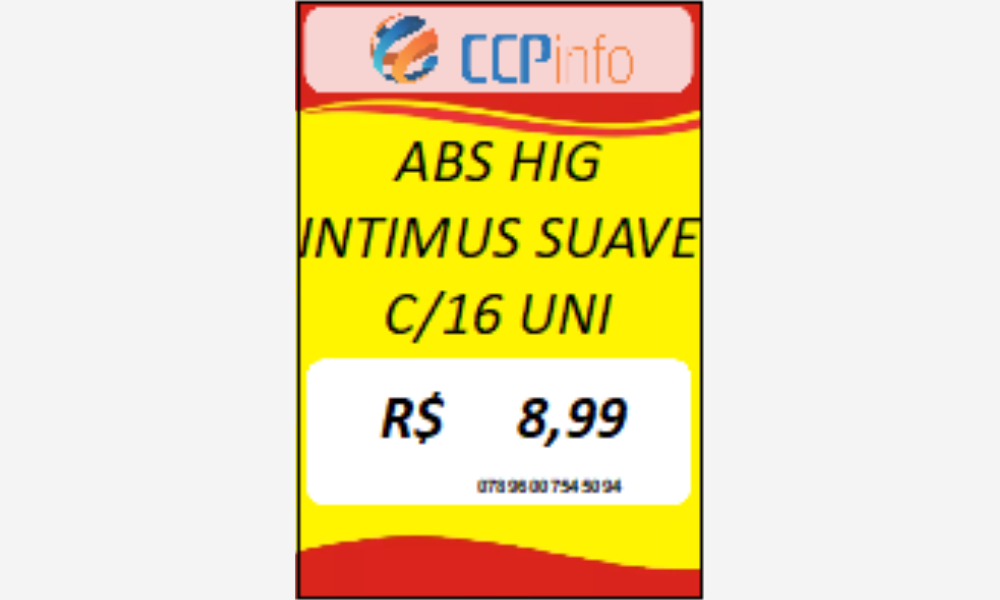 CCPinfo
ABS HIG
INTIMUS SUAVE
C/16 UNI
R$ 8,99
07896007545094